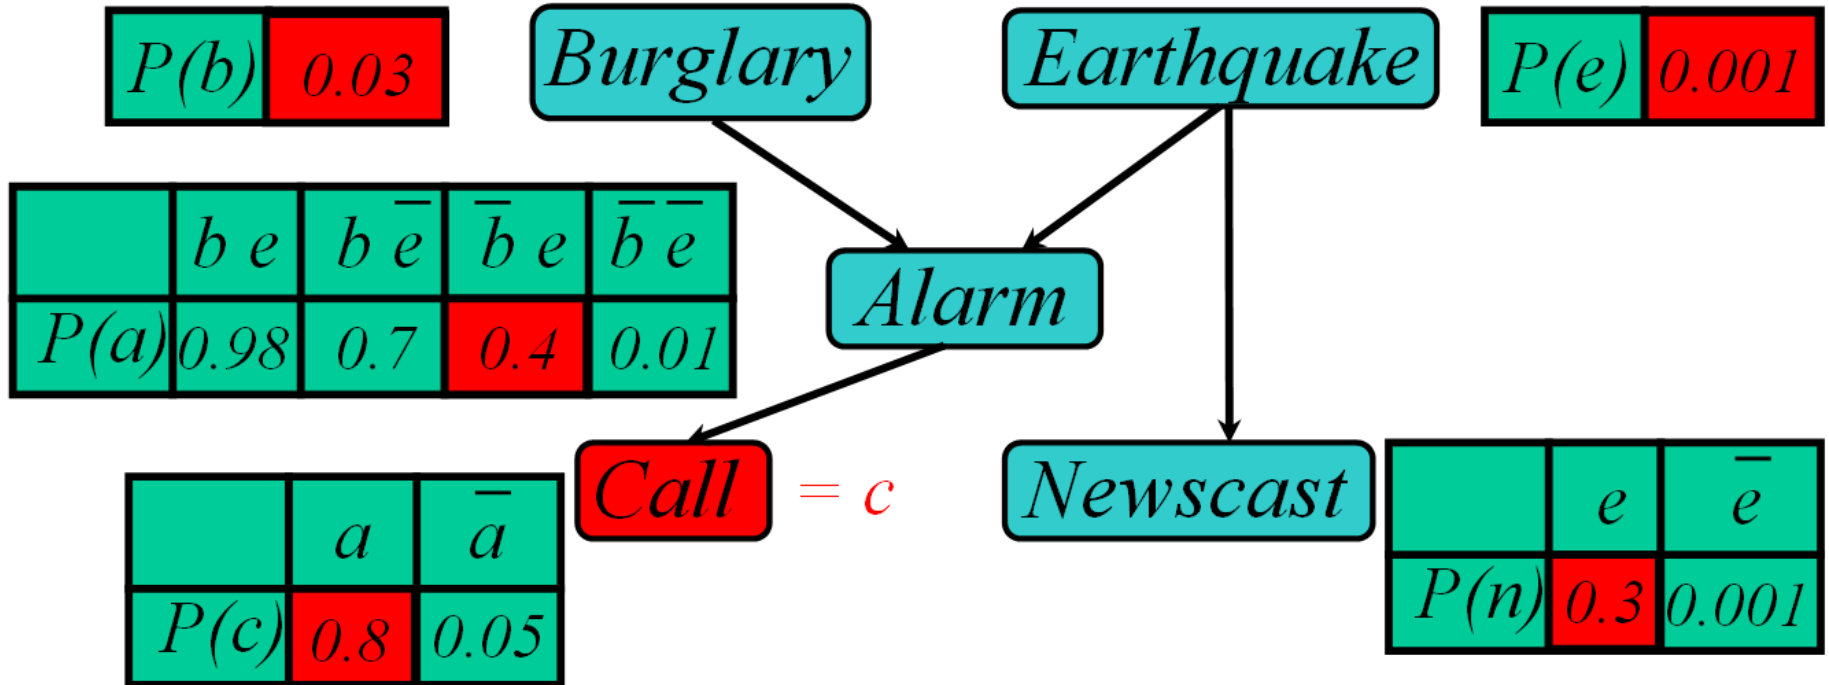 P(b) 0.03
Burglary
Earthquake
P(e) 0.001
b e b e̅ b̅ e b̅ e̅
P(a) 0.98 0.7 0.4 0.01
Alarm
Call = c
Newscast
a a̅
P(c) 0.8 0.05
e e̅
P(n) 0.3 0.001